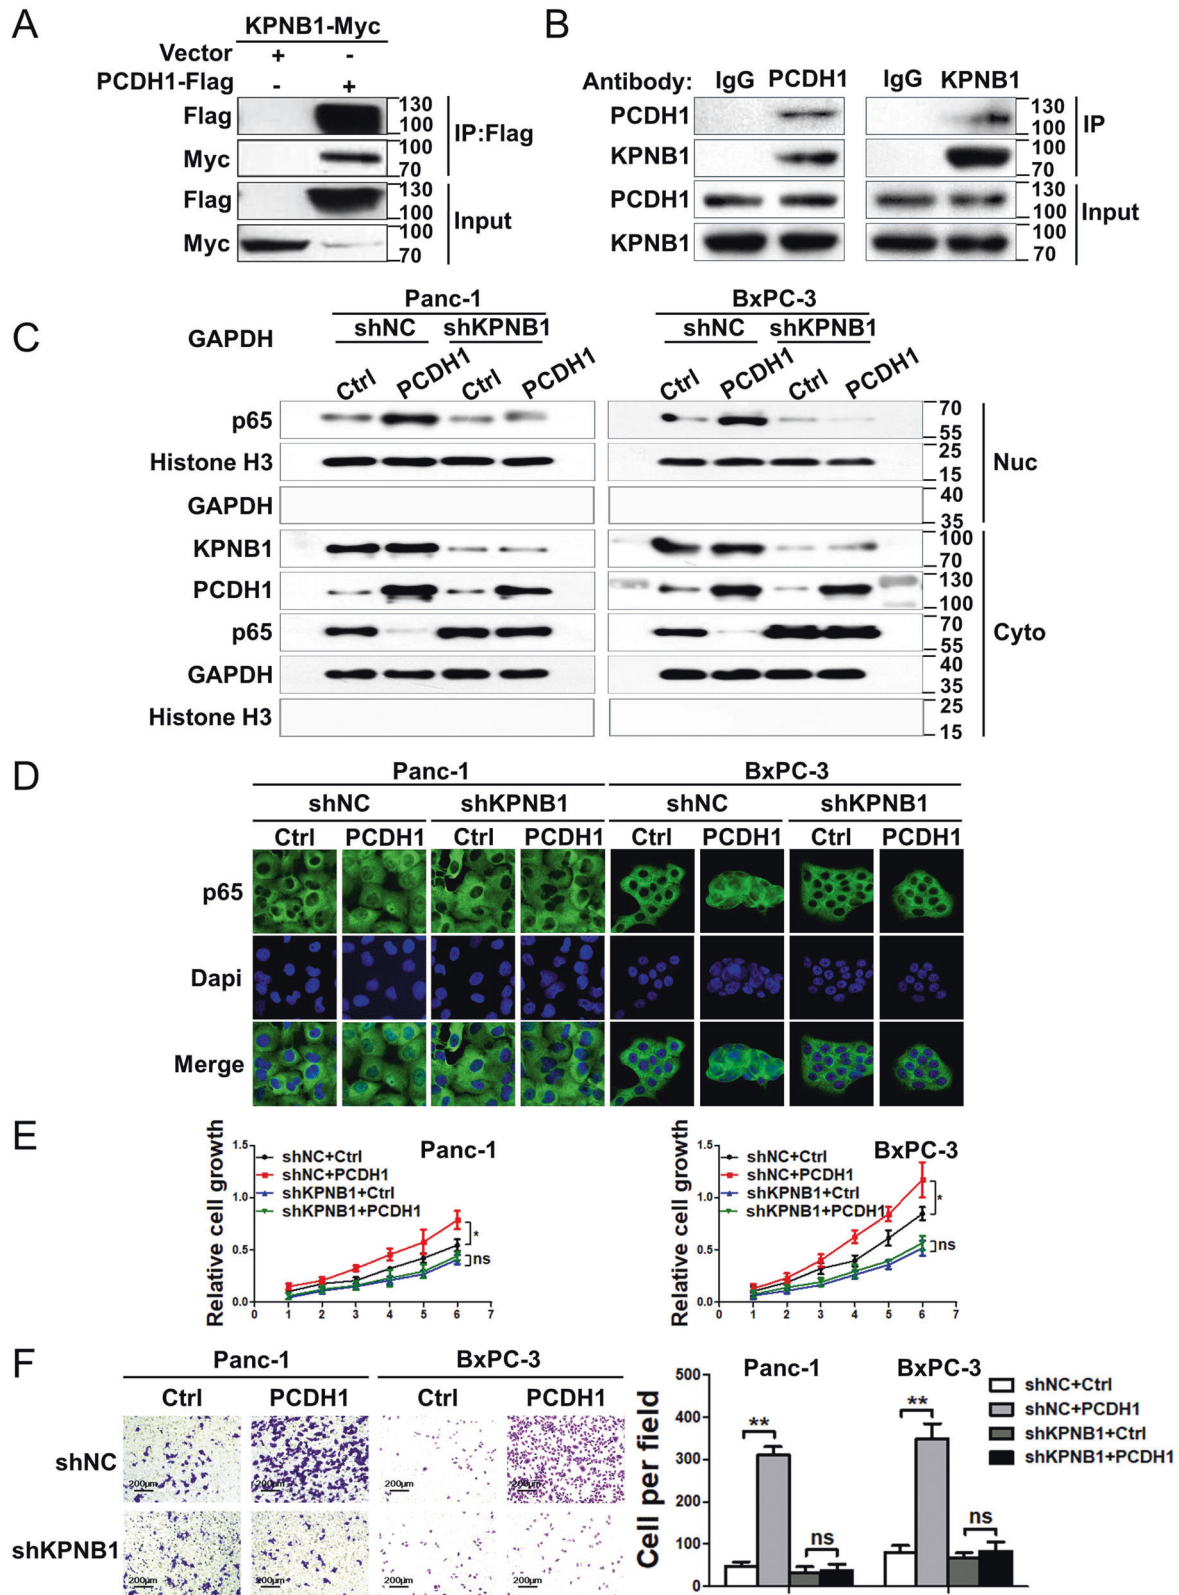 A
KPNB1-Myc
Vector + -
PCDH1-Flag - +
Flag 130 100
Myc 100 70
IP:Flag
Flag 130 100
Myc 100 70
Input
B
Antibody: IgG PCDH1 IgG KPNB1
PCDH1 130 100
KPNB1 100 70
IP
PCDH1 130 100
KPNB1 100 70
Input
C
Panc-1 BxPC-3
GAPDH shNC shKPNB1 shNC shKPNB1
Ctrl PCDH1 Ctrl PCDH1 Ctrl PCDH1 Ctrl PCDH1
p65 70 55
Histone H3 25 15
Nuc
GAPDH 40 35
KPNB1 100 70
PCDH1 130 100
p65 70 55
Cyto
GAPDH 40 35
Histone H3 25 15
D
Panc-1 BxPC-3
shNC shKPNB1 shNC shKPNB1
Ctrl PCDH1 Ctrl PCDH1 Ctrl PCDH1 Ctrl PCDH1
p65
Dapi
Merge
E
Relative cell growth
1.5
1.0
0.5
0.0
Panc-1
shNC+Ctrl
shNC+PCDH1
shKPNB1+Ctrl
shKPNB1+PCDH1
*
ns
0 1 2 3 4 5 6 7
Relative cell growth
1.5
1.0
0.5
0.0
BxPC-3
shNC+Ctrl
shNC+PCDH1
shKPNB1+Ctrl
shKPNB1+PCDH1
*
ns
0 1 2 3 4 5 6 7
F
Panc-1 BxPC-3
Ctrl PCDH1 Ctrl PCDH1
shNC
200μm 200μm 200μm 200μm
shKPNB1
200μm 200μm 200μm 200μm
Cell per field
500
400
300
200
100
0
Panc-1 BxPC-3
** **
ns ns
shNC+Ctrl
shNC+PCDH1
shKPNB1+Ctrl
shKPNB1+PCDH1